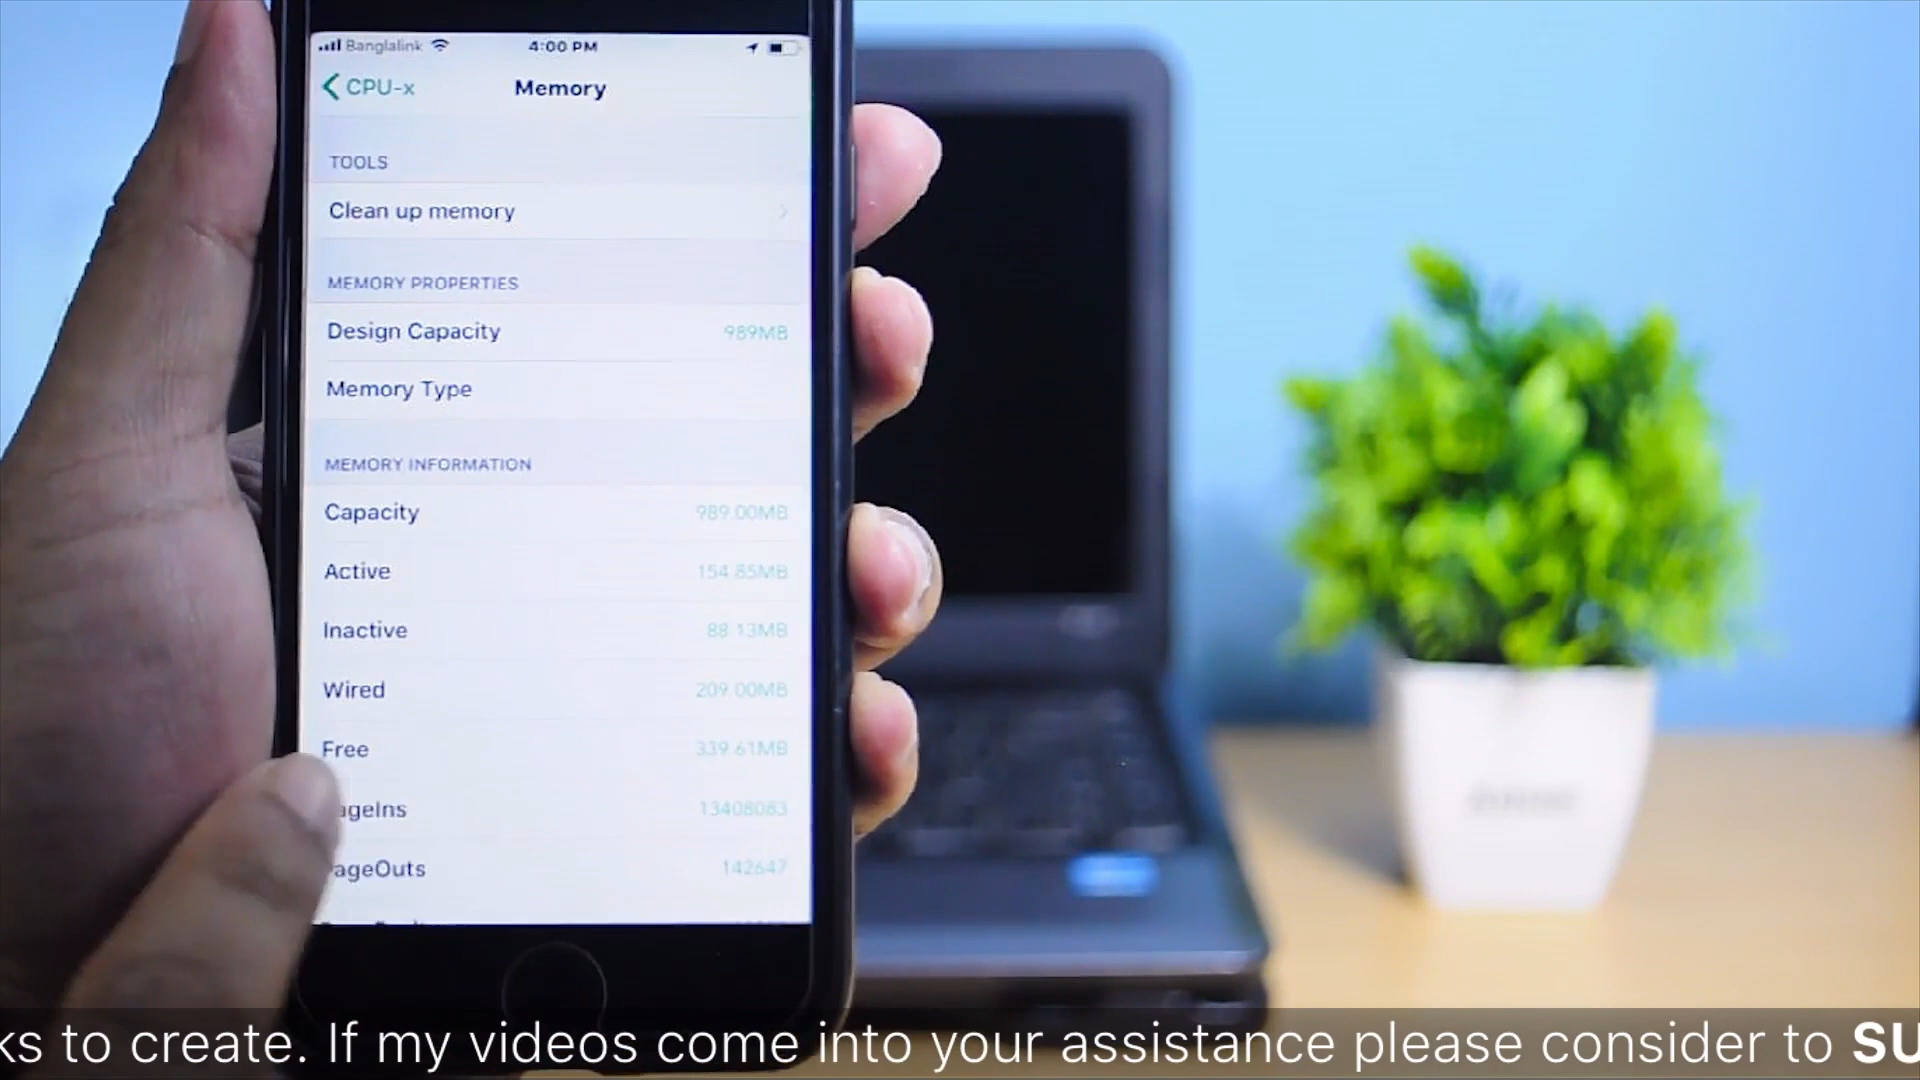 Banglalink 4:00 PM
CPU-x Memory
TOOLS
Clean up memory
MEMORY PROPERTIES
Design Capacity 989MB
Memory Type
MEMORY INFORMATION
Capacity 989.00MB
Active 154.85MB
Inactive 88.13MB
Wired 209.00MB
Free 339.61MB
ageIns 13408083
ageOuts 142647
ks to create. If my videos come into your assistance please consider to SU